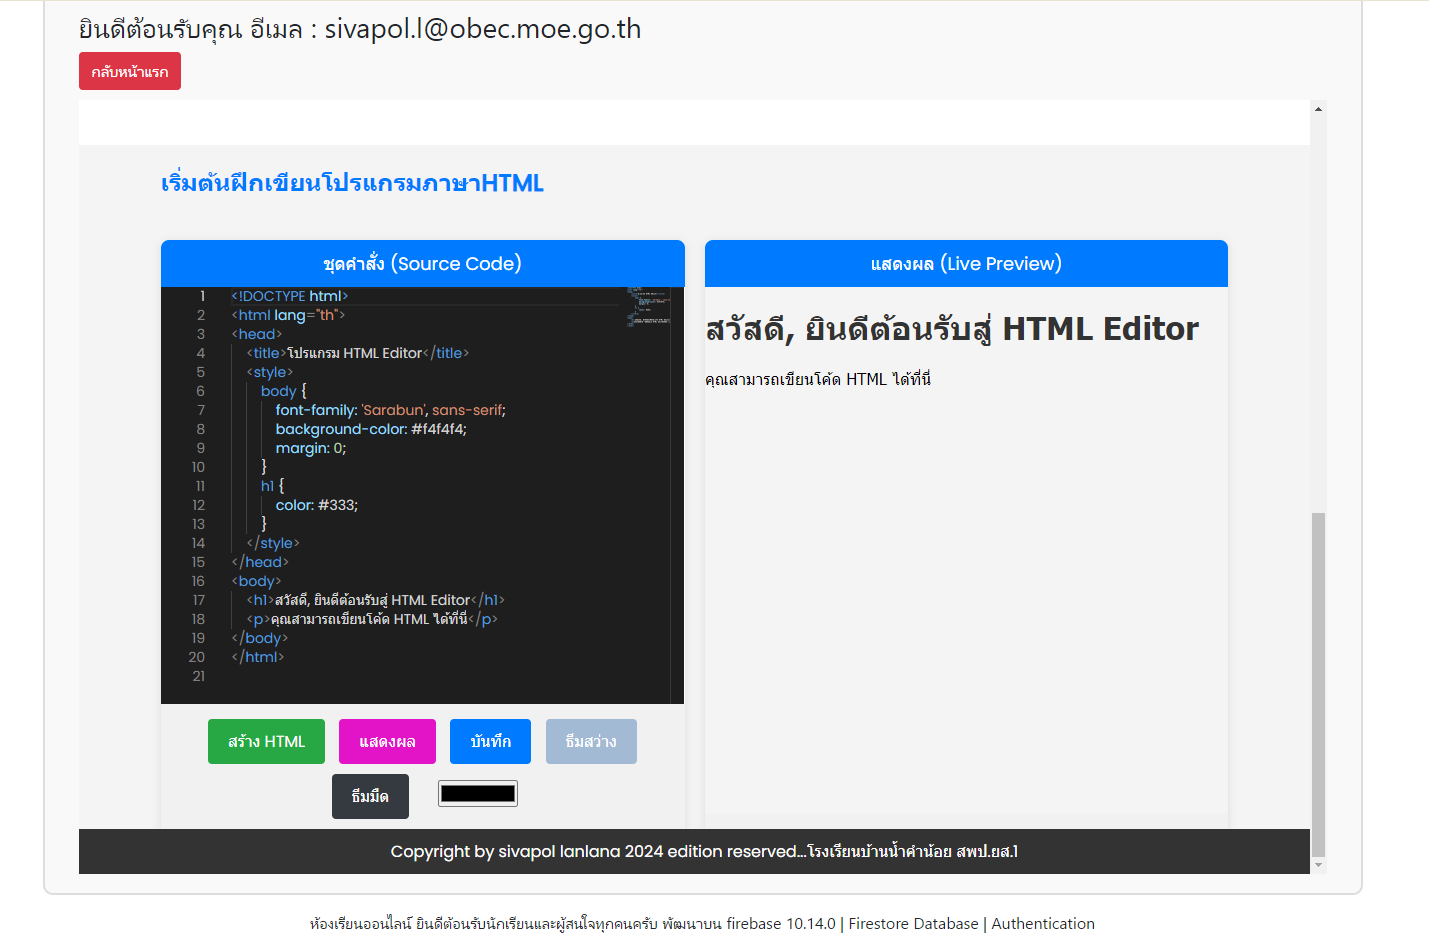 ยินดีต้อนรับคุณ อีเมล : sivapol.l@obec.moe.go.th
กลับหน้าแรก
เริ่มต้นฝึกเขียนโปรแกรมภาษาHTML
ชุดคำสั่ง (Source Code)
1 <!DOCTYPE html>
2 <html lang="th">
3 <head>
4 <title>โปรแกรม HTML Editor</title>
5 <style>
6 body {
7 font-family: 'Sarabun', sans-serif;
8 background-color: #f4f4f4;
9 margin: 0;
10 }
11 h1 {
12 color: #333;
13 }
14 </style>
15 </head>
16 <body>
17 <h1>สวัสดี, ยินดีต้อนรับสู่ HTML Editor</h1>
18 <p>คุณสามารถเขียนโค้ด HTML ได้ที่นี่</p>
19 </body>
20 </html>
21
สร้าง HTML
แสดงผล
บันทึก
ธีมสว่าง
ธีมมืด
แสดงผล (Live Preview)
สวัสดี, ยินดีต้อนรับสู่ HTML Editor
คุณสามารถเขียนโค้ด HTML ได้ที่นี่
Copyright by sivapol lanlana 2024 edition reserved...โรงเรียนบ้านน้ำคำน้อย สพป.ยส.1
ห้องเรียนออนไลน์ ยินดีต้อนรับนักเรียนและผู้สนใจทุกคนครับ พัฒนาบน firebase 10.14.0 | Firestore Database | Authentication